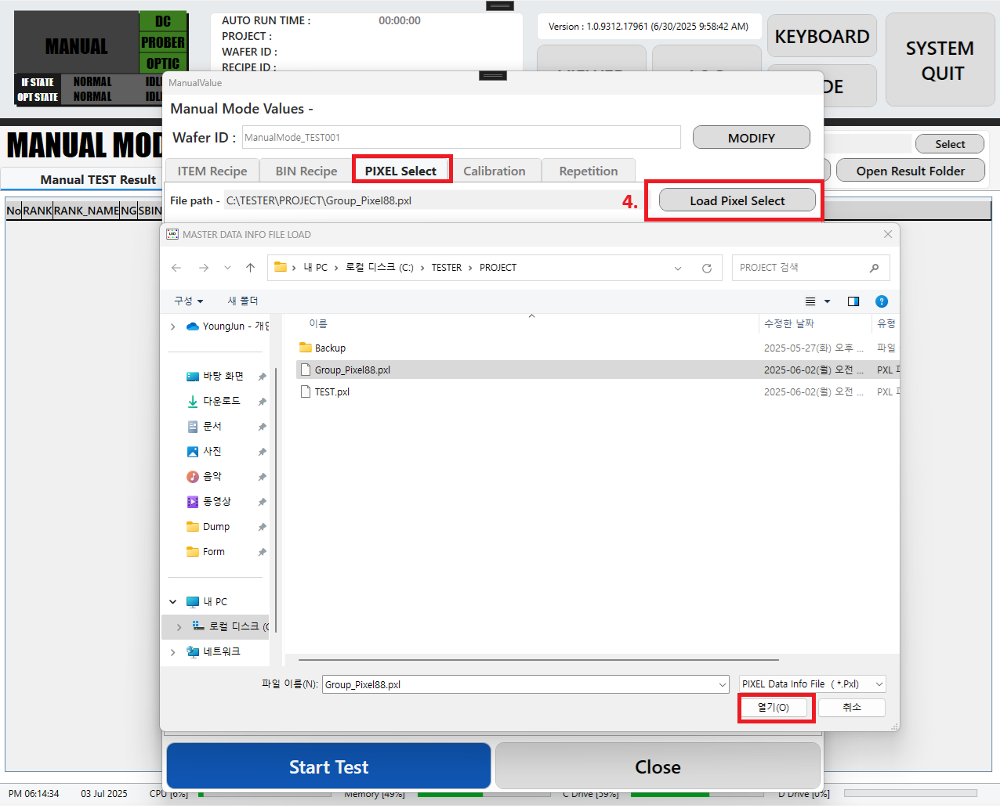 MANUAL
DC
PROBER
OPTIC
IF STATE NORMAL IDL
OPT STATE NORMAL IDL
AUTO RUN TIME : 00:00:00
PROJECT :
WAFER ID :
RECIPE ID :
Version : 1.0.9312.17961 (6/30/2025 9:58:42 AM)
KEYBOARD
SYSTEM
QUIT
DE
MANUAL MOD
Select
Manual TEST Result
Open Result Folder
No RANK RANK_NAME NG SBIN
ManualValue
Manual Mode Values -
Wafer ID : ManualMode_TEST001
MODIFY
ITEM Recipe
BIN Recipe
PIXEL Select
Calibration
Repetition
File path - C:\TESTER\PROJECT\Group_Pixel88.pxl
4.
Load Pixel Select
MASTER DATA INFO FILE LOAD
내 PC › 로컬 디스크 (C:) › TESTER › PROJECT
PROJECT 검색
구성
새 폴더
YoungJun - 개인
바탕 화면
다운로드
문서
사진
음악
동영상
Dump
Form
내 PC
로컬 디스크 (C
네트워크
이름 수정한 날짜 유형
Backup 2025-05-27(화) 오후 ... 파일
Group_Pixel88.pxl 2025-06-02(월) 오전 ... PXL 파
TEST.pxl 2025-06-02(월) 오전 ... PXL 파
파일 이름(N): Group_Pixel88.pxl
PIXEL Data Info File ( *.Pxl)
열기(O)
취소
Start Test
Close
PM 06:14:34 03 Jul 2025 CPU [6%] Memory [49%] C Drive [59%] D Drive [0%]